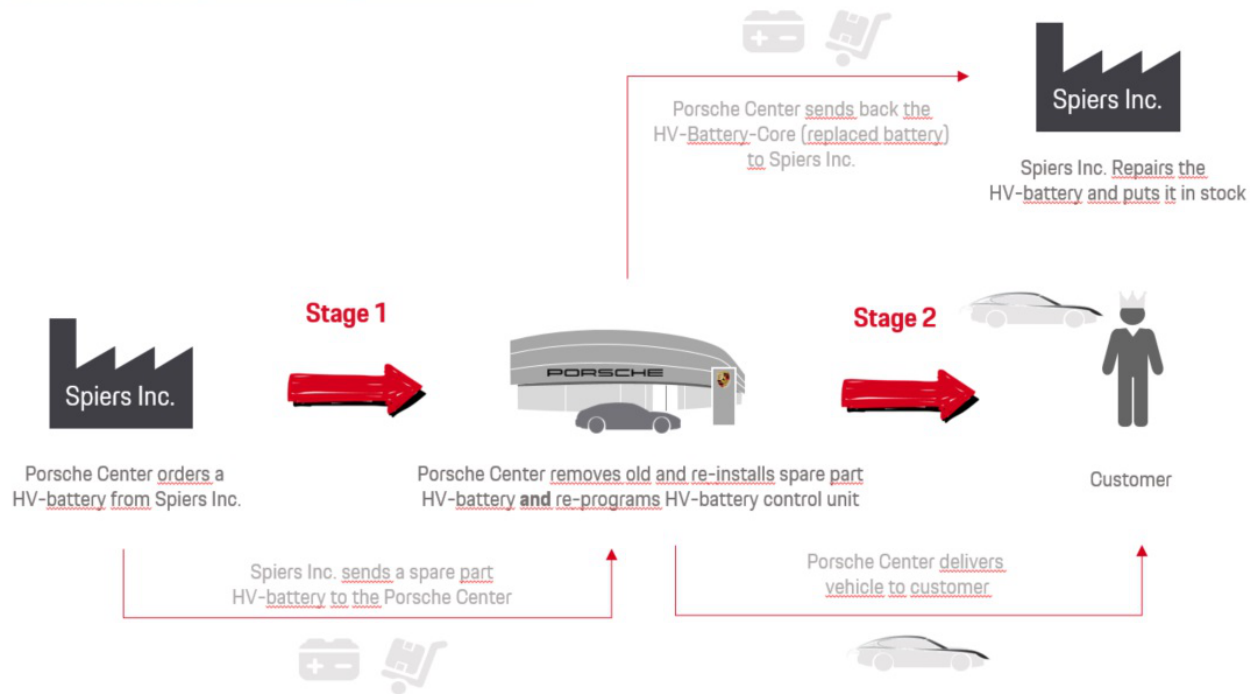 Porsche Center sends back the
HV-Battery-Core (replaced battery)
to Spiers Inc.
Spiers Inc.
Spiers Inc. Repairs the
HV-battery and puts it in stock
Stage 1
Stage 2
Spiers Inc.
PORSCHE
Porsche Center orders a
HV-battery from Spiers Inc.
Porsche Center removes old and re-installs spare part
HV-battery and re-programs HV-battery control unit
Customer
Spiers Inc. sends a spare part
HV-battery to the Porsche Center
Porsche Center delivers
vehicle to customer